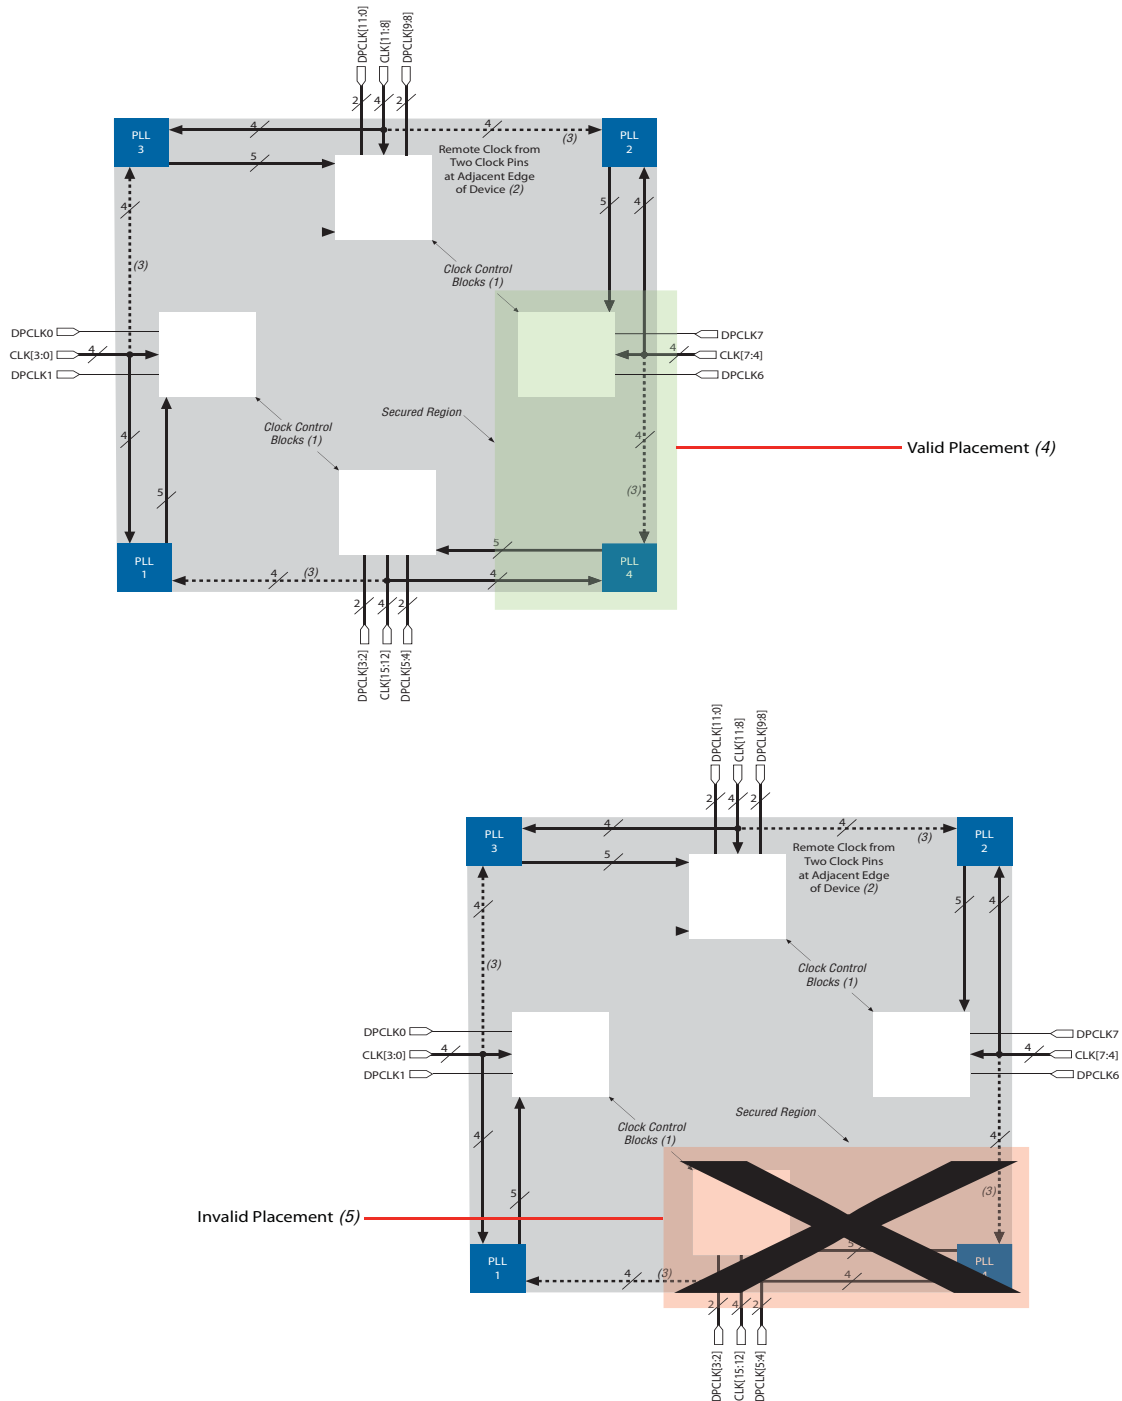 DPCLK[11:0]
CLK[11:8]
DPCLK[9:8]
2
4
2
PLL
3
4
4
(3)
PLL
2
5
Remote Clock from
Two Clock Pins
at Adjacent Edge
of Device (2)
4
5
4
(3)
Clock Control
Blocks (1)
DPCLK0
CLK[3:0]
4
DPCLK1
DPCLK7
4
CLK[7:4]
DPCLK6
Secured Region
Clock Control
Blocks (1)
4
4
Valid Placement (4)
5
(3)
PLL
1
4
(3)
5
4
PLL
4
2
4
2
DPCLK[3:2]
CLK[15:12]
DPCLK[5:4]
DPCLK[11:0]
CLK[11:8]
DPCLK[9:8]
2
4
2
PLL
3
4
4
(3)
PLL
2
5
Remote Clock from
Two Clock Pins
at Adjacent Edge
of Device (2)
4
5
4
(3)
Clock Control
Blocks (1)
DPCLK0
CLK[3:0]
4
DPCLK1
DPCLK7
4
CLK[7:4]
DPCLK6
Secured Region
Clock Control
Blocks (1)
4
4
5
(3)
Invalid Placement (5)
PLL
1
4
(3)
5
4
PLL
4
2
4
2
DPCLK[3:2]
CLK[15:12]
DPCLK[5:4]